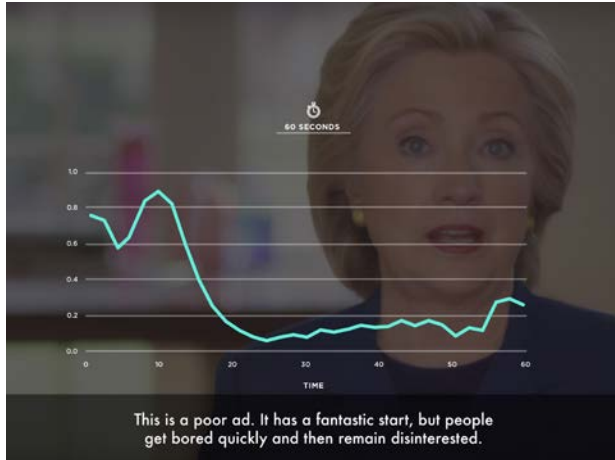 60 SECONDS
1.0
0.8
0.6
0.4
0.2
0.0
0 10 20 30 40 50 60
TIME
This is a poor ad. It has a fantastic start, but people
get bored quickly and then remain disinterested.